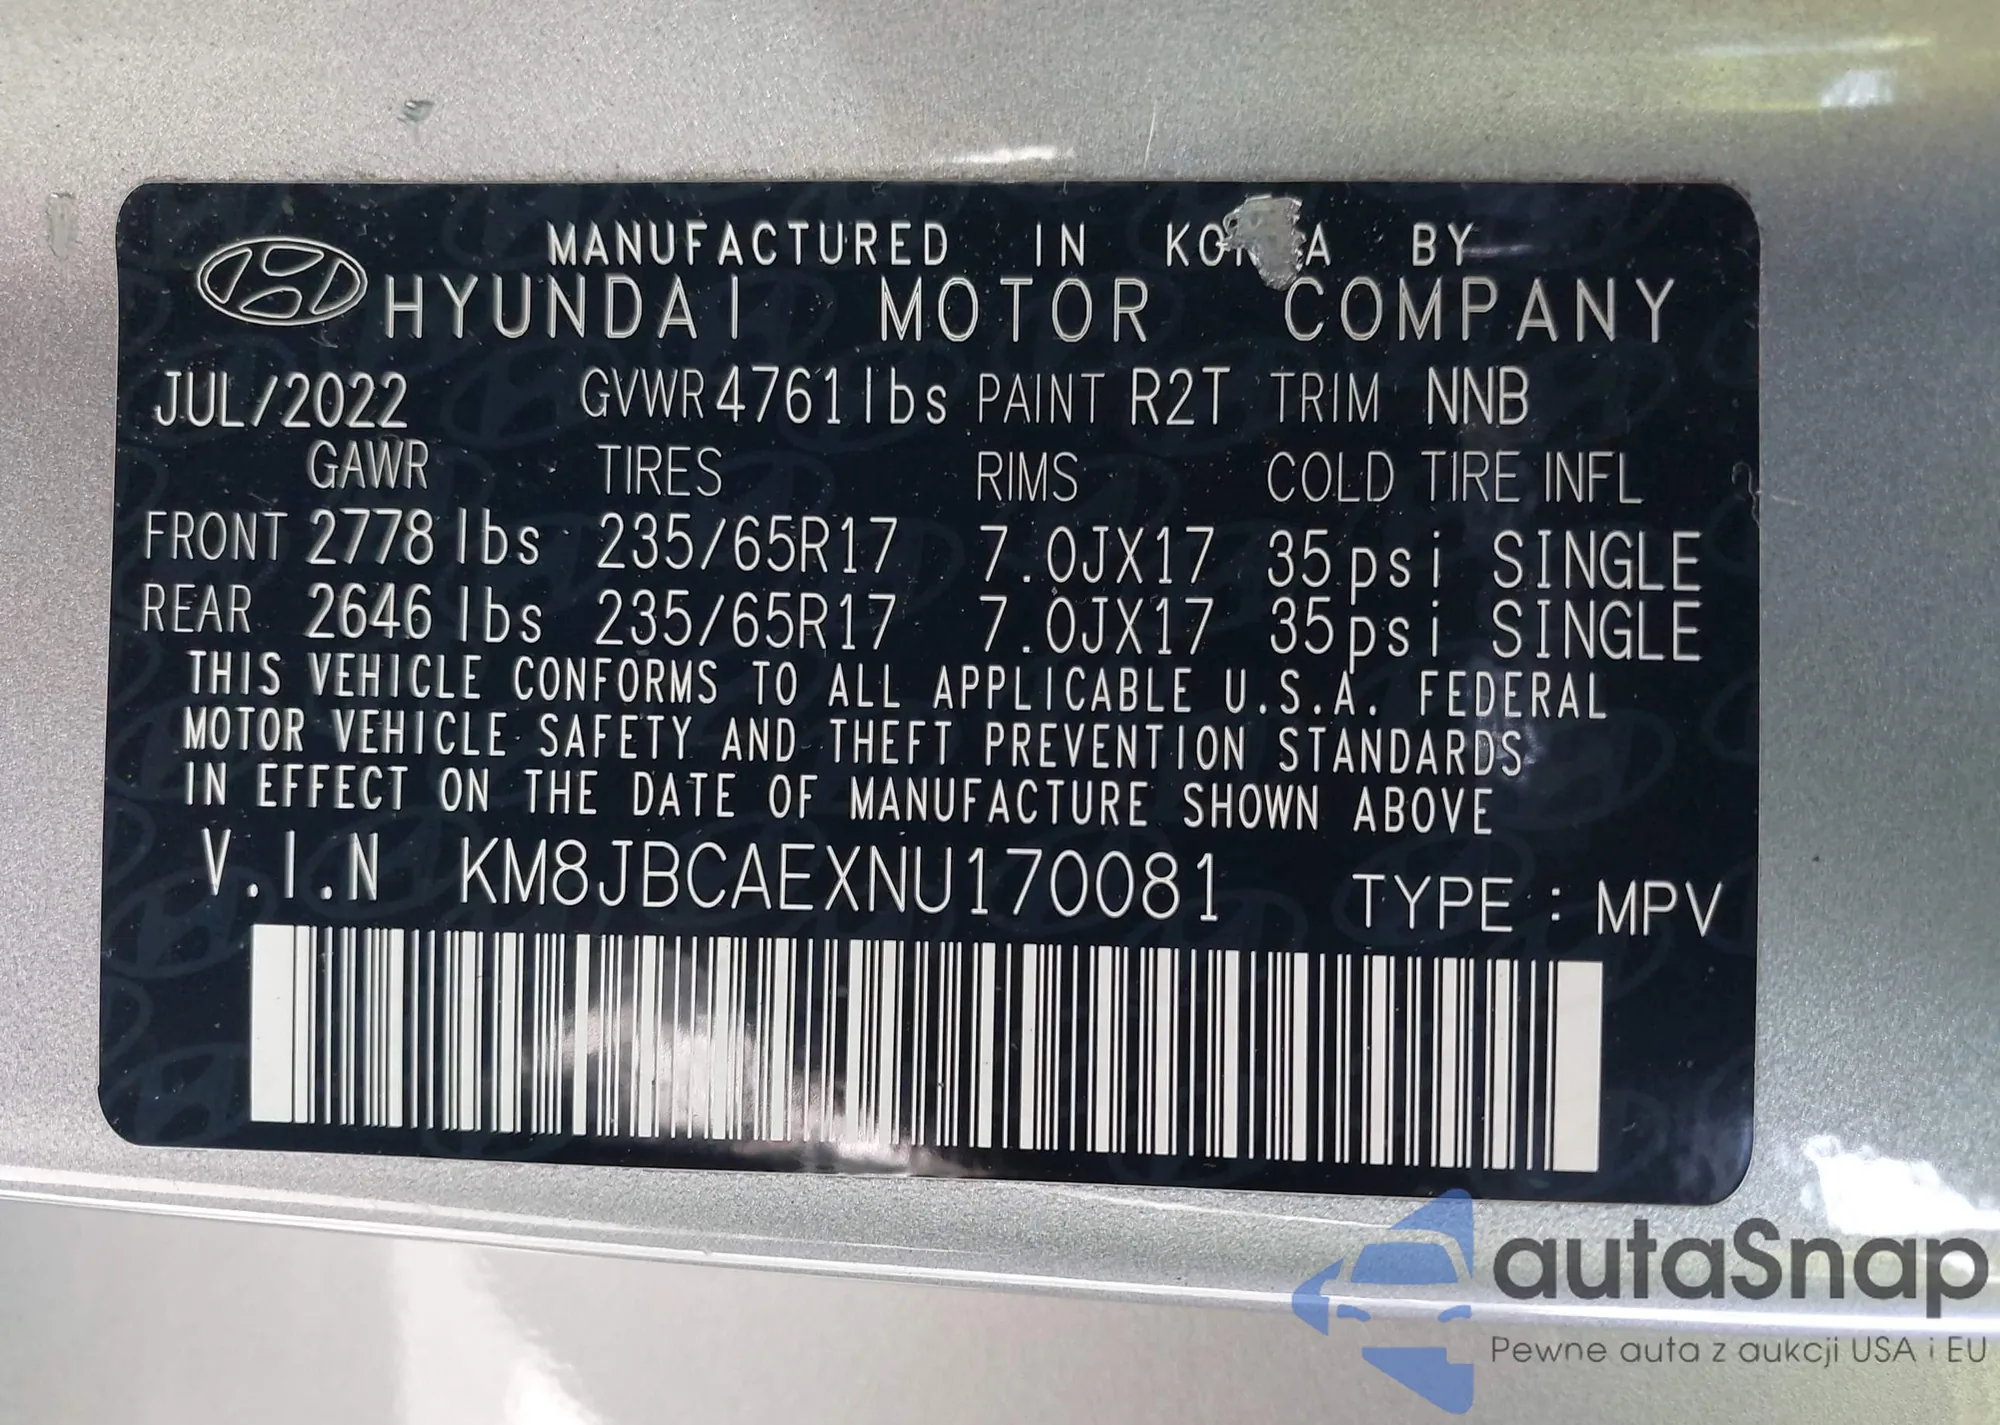 MANUFACTURED IN KOREA BY
HYUNDAI MOTOR COMPANY
JUL/2022 GVWR 4761lbs PAINT R2T TRIM NNB
GAWR TIRES RIMS COLD TIRE INFL
FRONT 2778 lbs 235/65R17 7.0JX17 35psi SINGLE
REAR 2646 lbs 235/65R17 7.0JX17 35psi SINGLE
THIS VEHICLE CONFORMS TO ALL APPLICABLE U.S.A. FEDERAL
MOTOR VEHICLE SAFETY AND THEFT PREVENTION STANDARDS
IN EFFECT ON THE DATE OF MANUFACTURE SHOWN ABOVE
V.I.N KM8JBCAEXNU170081 TYPE : MPV
autaSnap
Pewne auta z aukcji USA i EU